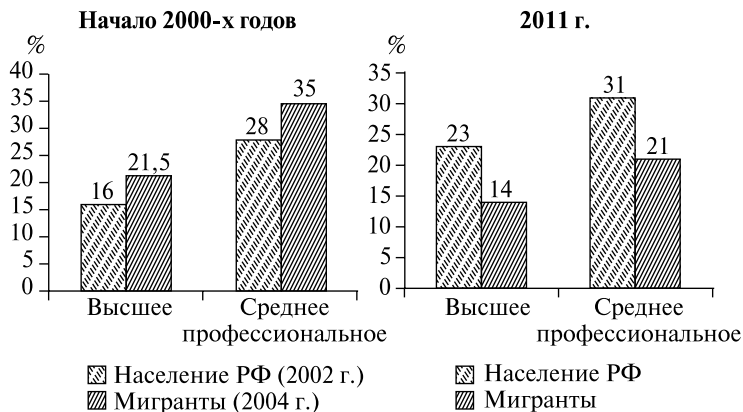 Начало 2000-х годов
%
40
35
30
25
20
15
10
5
0
16
21,5
28
35
Высшее
Среднее
профессиональное
Население РФ (2002 г.)
Мигранты (2004 г.)
2011 г.
%
35
30
25
20
15
10
5
0
23
14
31
21
Высшее
Среднее
профессиональное
Население РФ
Мигранты